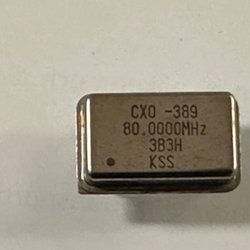 CXO -389
80.0000MHz
3B3H
KSS